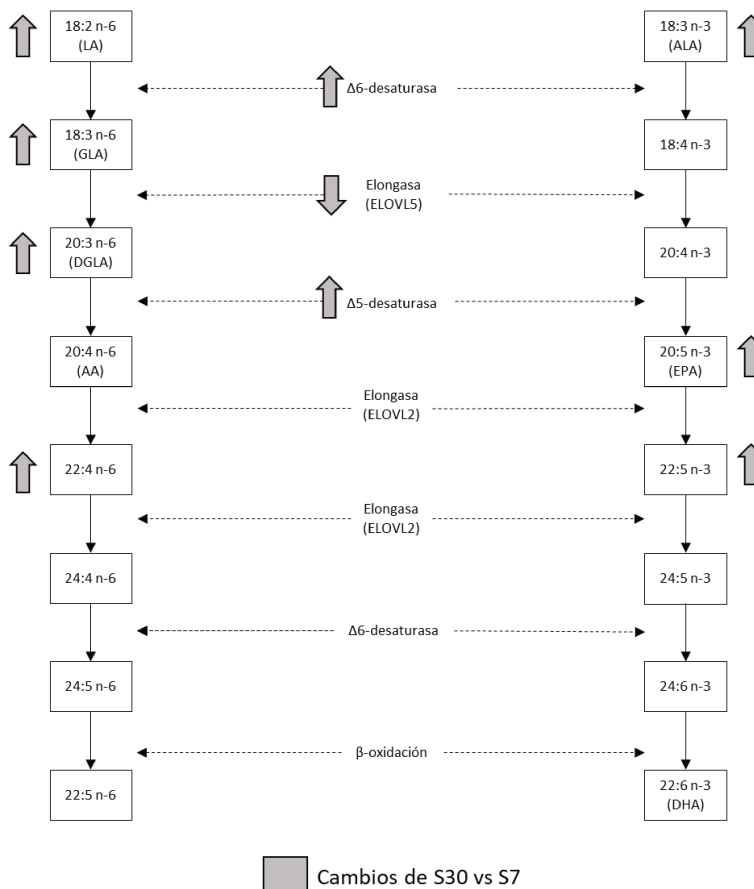 18:2 n-6
(LA)
18:3 n-3
(ALA)
Δ6-desaturasa
18:3 n-6
(GLA)
18:4 n-3
Elongasa
(ELOVL5)
20:3 n-6
(DGLA)
20:4 n-3
Δ5-desaturasa
20:4 n-6
(AA)
20:5 n-3
(EPA)
Elongasa
(ELOVL2)
22:4 n-6
22:5 n-3
Elongasa
(ELOVL2)
24:4 n-6
24:5 n-3
Δ6-desaturasa
24:5 n-6
24:6 n-3
β-oxidación
22:5 n-6
22:6 n-3
(DHA)
Cambios de S30 vs S7